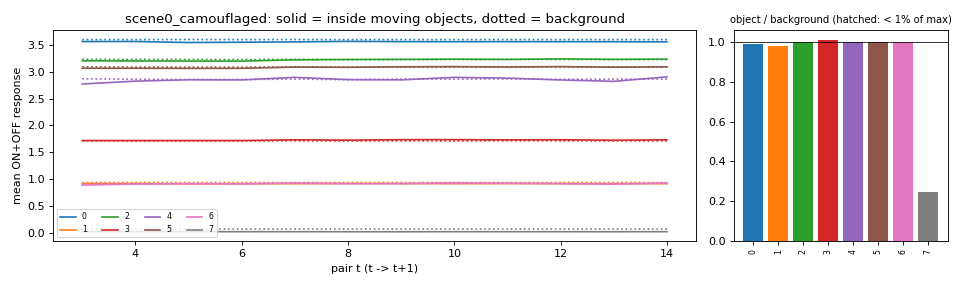 scene0_camouflaged: solid = inside moving objects, dotted = background
object / background (hatched: < 1% of max)
mean ON+OFF response
3.5
3.0
2.5
2.0
1.5
1.0
0.5
0.0
0 2 4 6
1 3 5 7
4 6 8 10 12 14
pair t (t -> t+1)
1.0
0.8
0.6
0.4
0.2
0.0
0 1 2 3 4 5 6 7